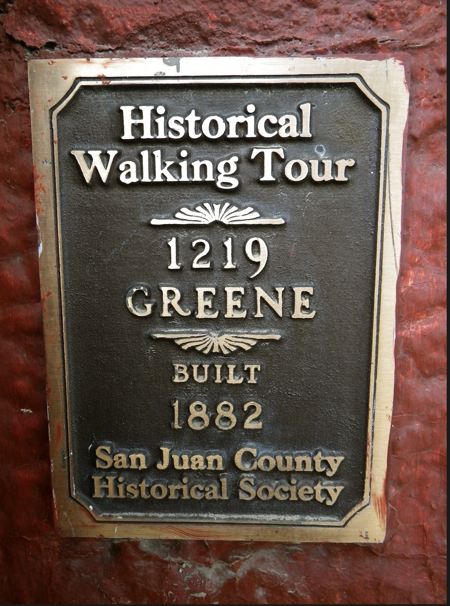 Historical
Walking Tour
1219
GREENE
BUILT
1882
San Juan County
Historical Society